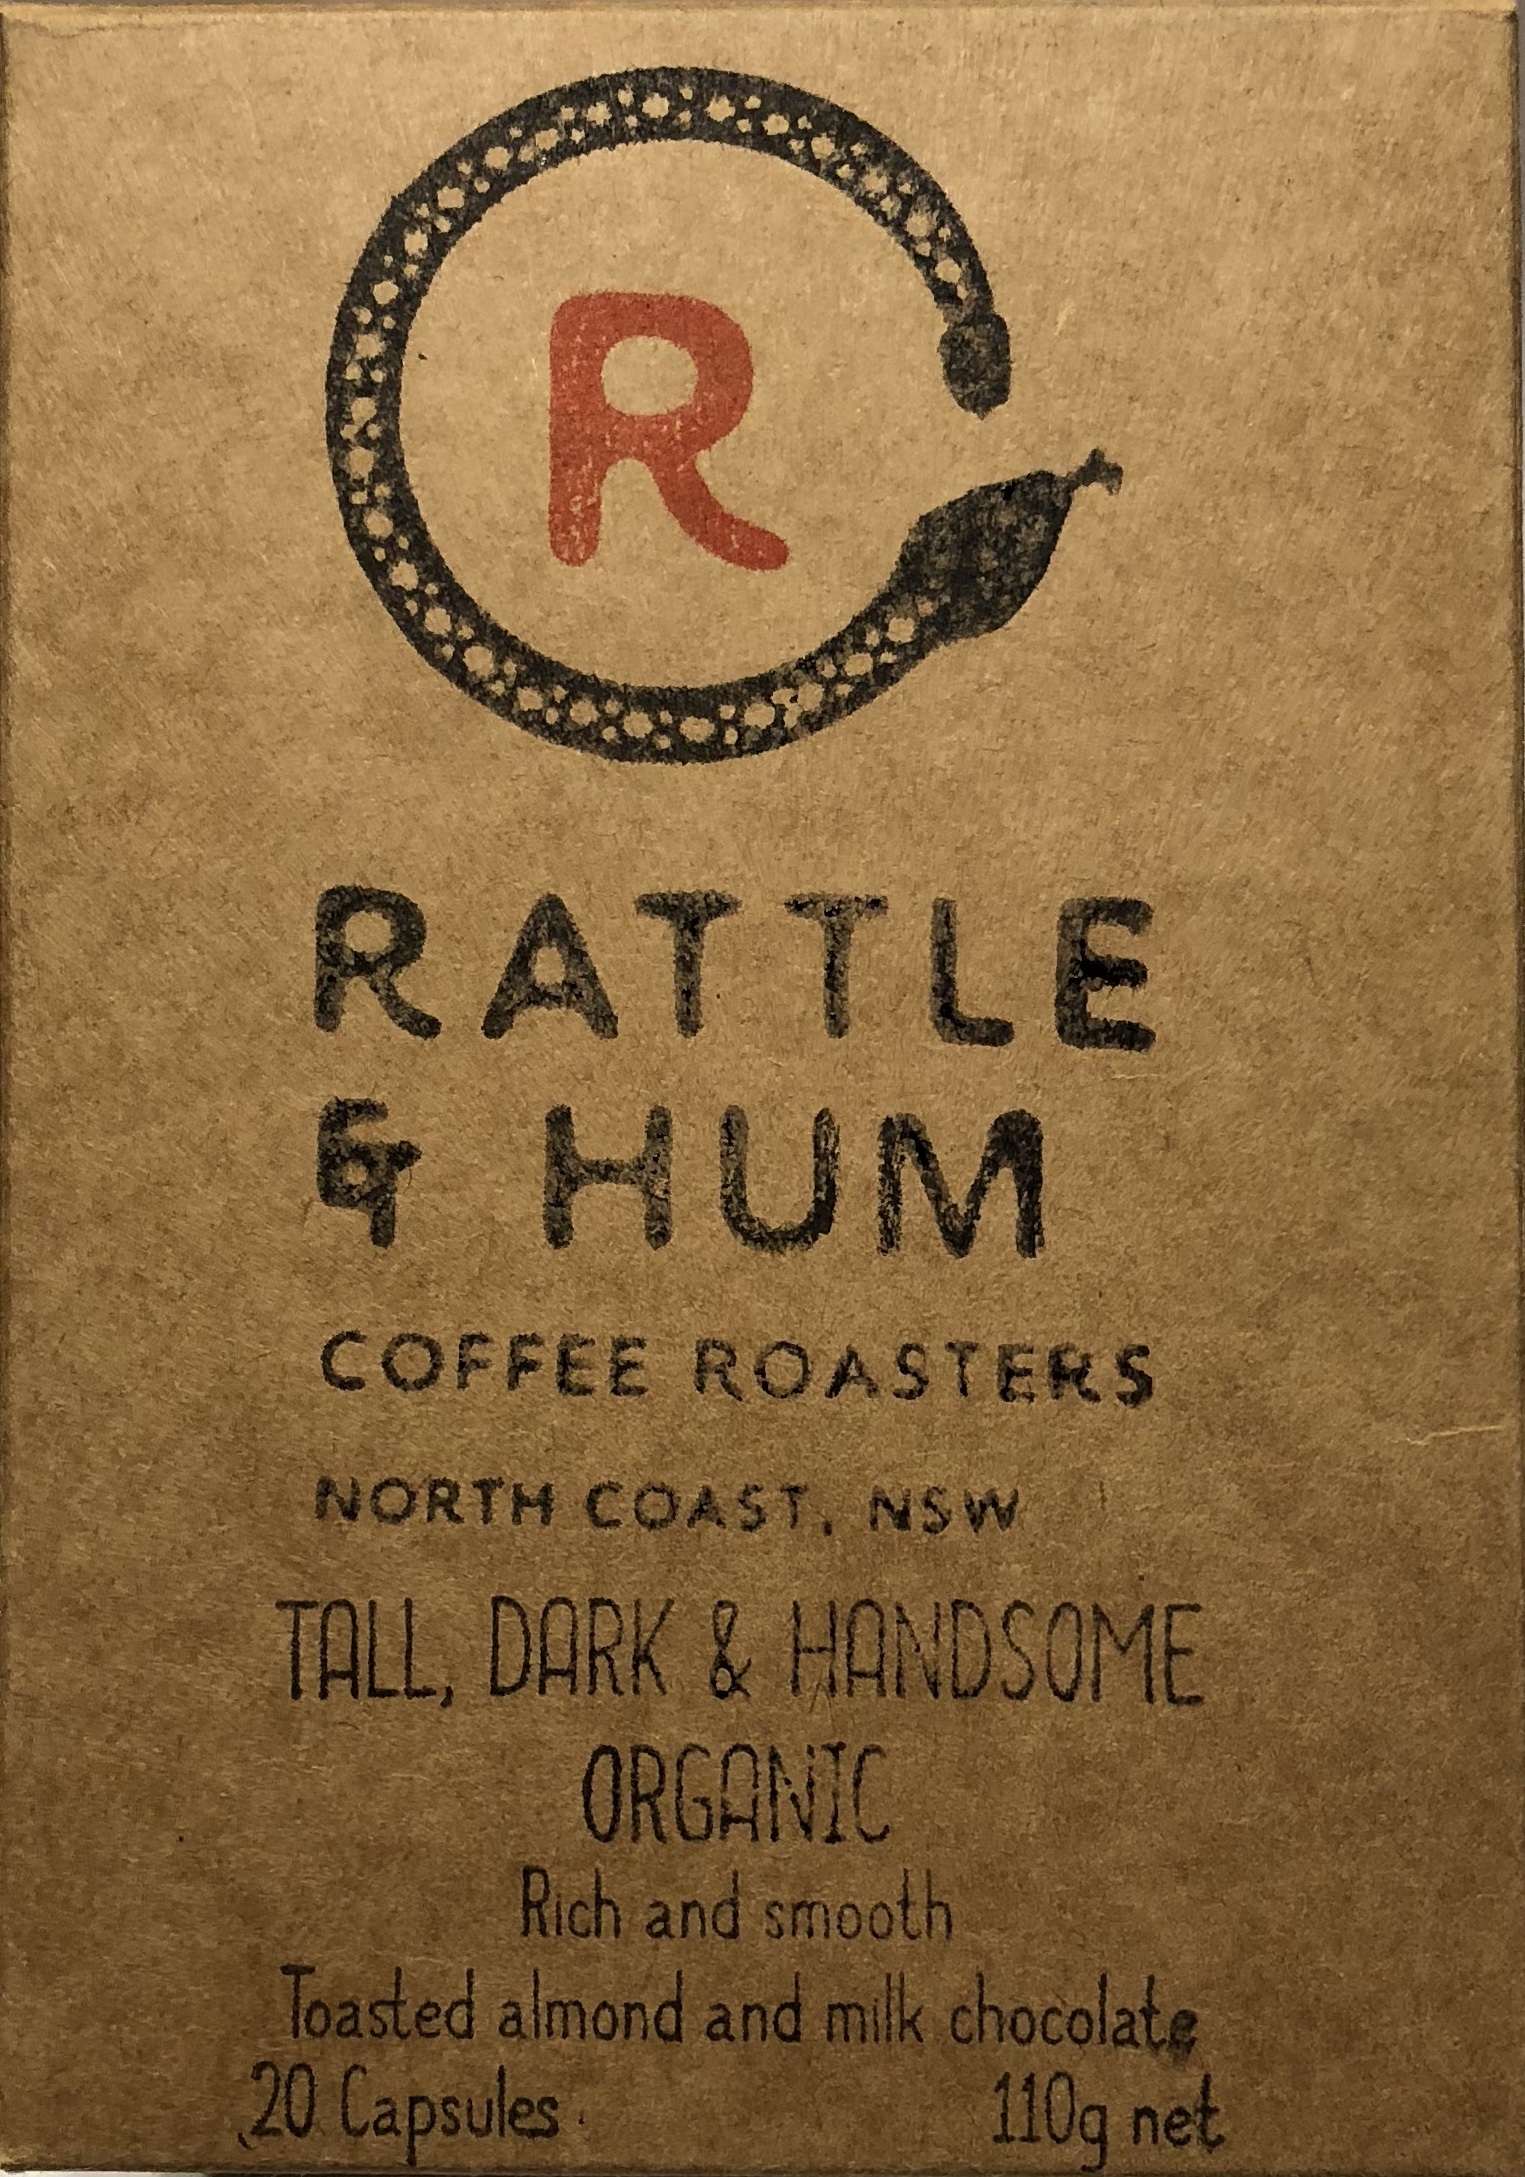 R
RATTLE
& HUM
COFFEE ROASTERS
NORTH COAST, NSW
TALL, DARK & HANDSOME
ORGANIC
Rich and smooth
Toasted almond and milk chocolate
20 Capsules 110g net